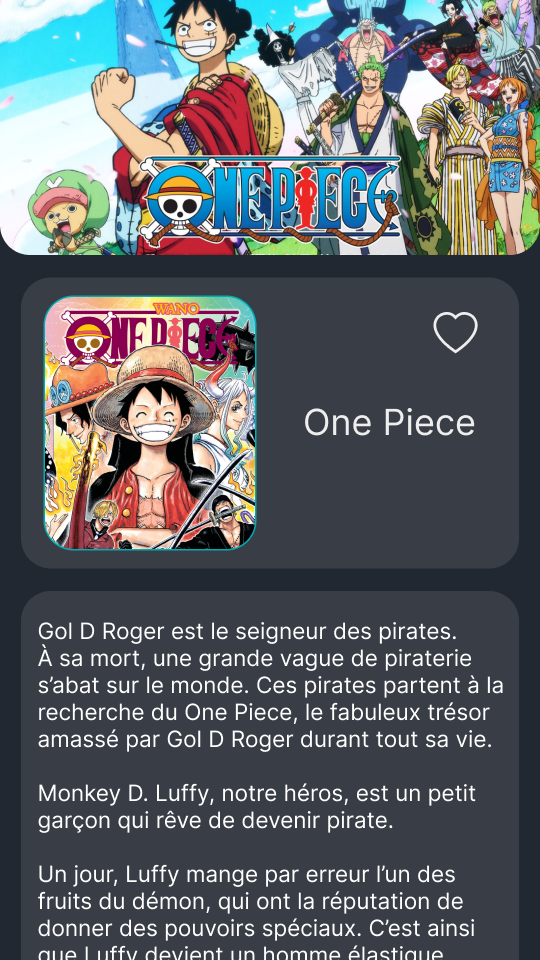 ONE PIECE
WANO
ONE PIECE
One Piece
Gol D Roger est le seigneur des pirates.
À sa mort, une grande vague de piraterie
s’abat sur le monde. Ces pirates partent à la
recherche du One Piece, le fabuleux trésor
amassé par Gol D Roger durant tout sa vie.
Monkey D. Luffy, notre héros, est un petit
garçon qui rêve de devenir pirate.
Un jour, Luffy mange par erreur l’un des
fruits du démon, qui ont la réputation de
donner des pouvoirs spéciaux. C’est ainsi
que Luffy devient un homme élastique